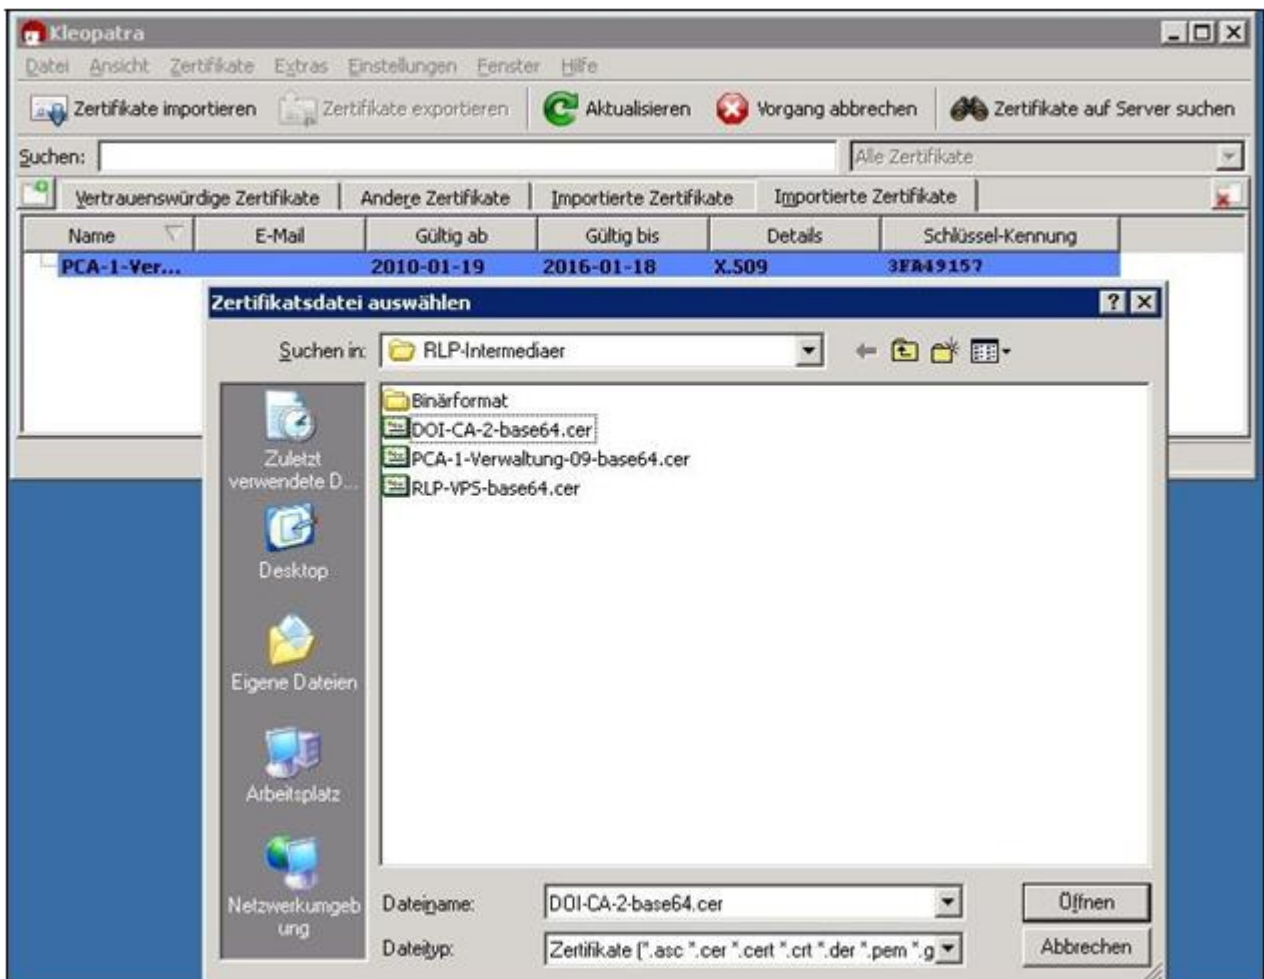 Kleopatra
Datei Ansicht Zertifikate Extras Einstellungen Fenster Hilfe
Zertifikate importieren Zertifikate exportieren Aktualisieren Vorgang abbrechen Zertifikate auf Server suchen
Suchen: Alle Zertifikate
Vertrauenswürdige Zertifikate Andere Zertifikate Importierte Zertifikate Importierte Zertifikate
Name E-Mail Gültig ab Gültig bis Details Schlüssel-Kennung
PCA-1-Ver... 2010-01-19 2016-01-18 X.509 3FA49157
Zertifikatsdatei auswählen
Suchen in: RLP-Intermediaer
Binärformat
DOI-CA-2-base64.cer
PCA-1-Verwaltung-09-base64.cer
RLP-VPS-base64.cer
Zuletzt
verwendete D...
Desktop
Eigene Dateien
Arbeitsplatz
Netzwerkumgeb
ung
Dateiname: DOI-CA-2-base64.cer Öffnen
Dateityp: Zertifikate (*.asc *.cer *.cert *.crt *.der *.pem *.g Abbrechen